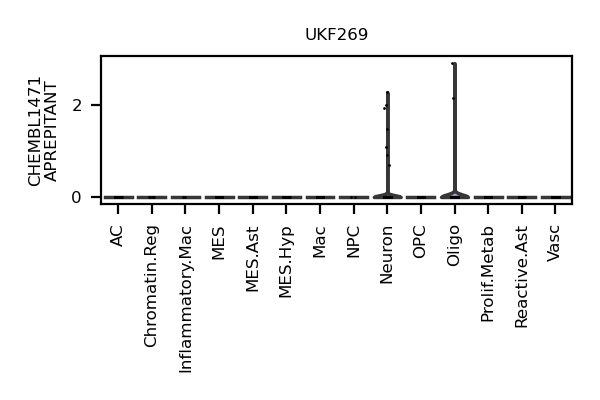 UKF269
CHEMBL1471
APREPITANT
2
0
AC
Chromatin.Reg
Inflammatory.Mac
MES
MES.Ast
MES.Hyp
Mac
NPC
Neuron
OPC
Oligo
Prolif.Metab
Reactive.Ast
Vasc